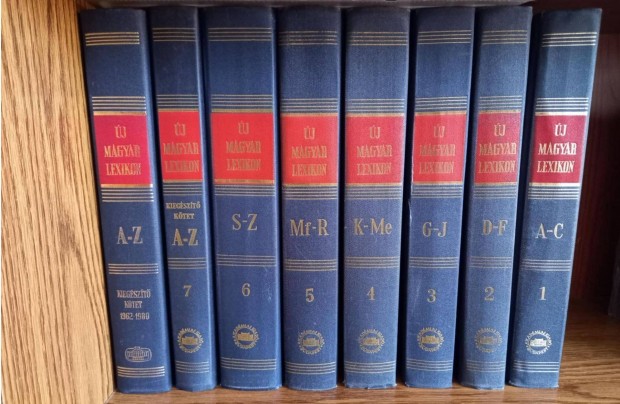 ÚJ
MAGYAR
LEXIKON
A-Z
KIEGÉSZÍTŐ
KÖTET
1962-1980
ÚJ
MAGYAR
LEXIKON
KIEGÉSZÍTŐ
KÖTET
A-Z
7
ÚJ
MAGYAR
LEXIKON
S-Z
6
ÚJ
MAGYAR
LEXIKON
Mf-R
5
ÚJ
MAGYAR
LEXIKON
K-Me
4
ÚJ
MAGYAR
LEXIKON
G-J
3
ÚJ
MAGYAR
LEXIKON
D-F
2
ÚJ
MAGYAR
LEXIKON
A-C
1